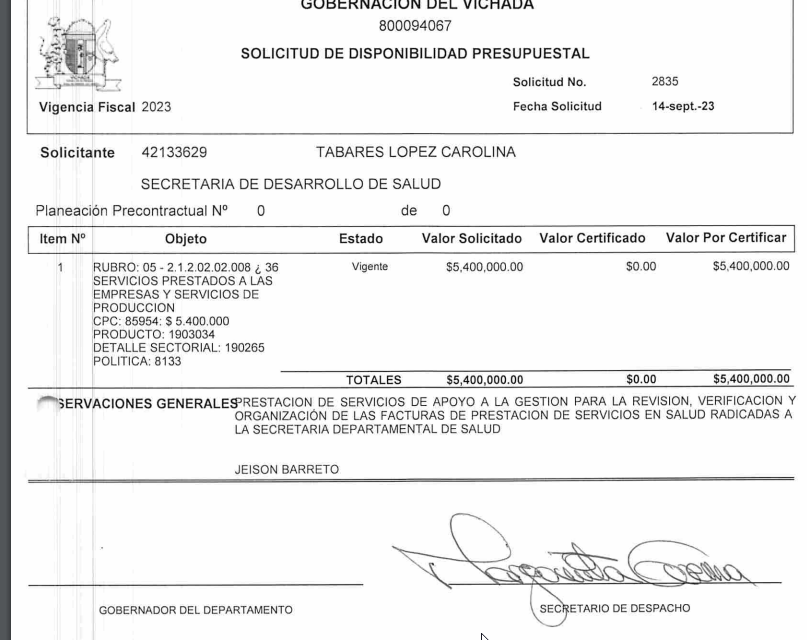 GOBERNACION DEL VICHADA
800094067
SOLICITUD DE DISPONIBILIDAD PRESUPUESTAL
Solicitud No. 2835
Vigencia Fiscal 2023 Fecha Solicitud 14-sept.-23
Solicitante 42133629 TABARES LOPEZ CAROLINA
SECRETARIA DE DESARROLLO DE SALUD
Planeación Precontractual Nº 0 de 0
Item Nº Objeto Estado Valor Solicitado Valor Certificado Valor Por Certificar
1 RUBRO: 05 - 2.1.2.02.02.008 ¿ 36 Vigente $5,400,000.00 $0.00 $5,400,000.00
SERVICIOS PRESTADOS A LAS
EMPRESAS Y SERVICIOS DE
PRODUCCION
CPC: 85954: $ 5.400.000
PRODUCTO: 1903034
DETALLE SECTORIAL: 190265
POLITICA: 8133
TOTALES $5,400,000.00 $0.00 $5,400,000.00
SERVACIONES GENERALES PRESTACION DE SERVICIOS DE APOYO A LA GESTION PARA LA REVISION, VERIFICACION Y
ORGANIZACIÓN DE LAS FACTURAS DE PRESTACION DE SERVICIOS EN SALUD RADICADAS A
LA SECRETARIA DEPARTAMENTAL DE SALUD
JEISON BARRETO
GOBERNADOR DEL DEPARTAMENTO SECRETARIO DE DESPACHO